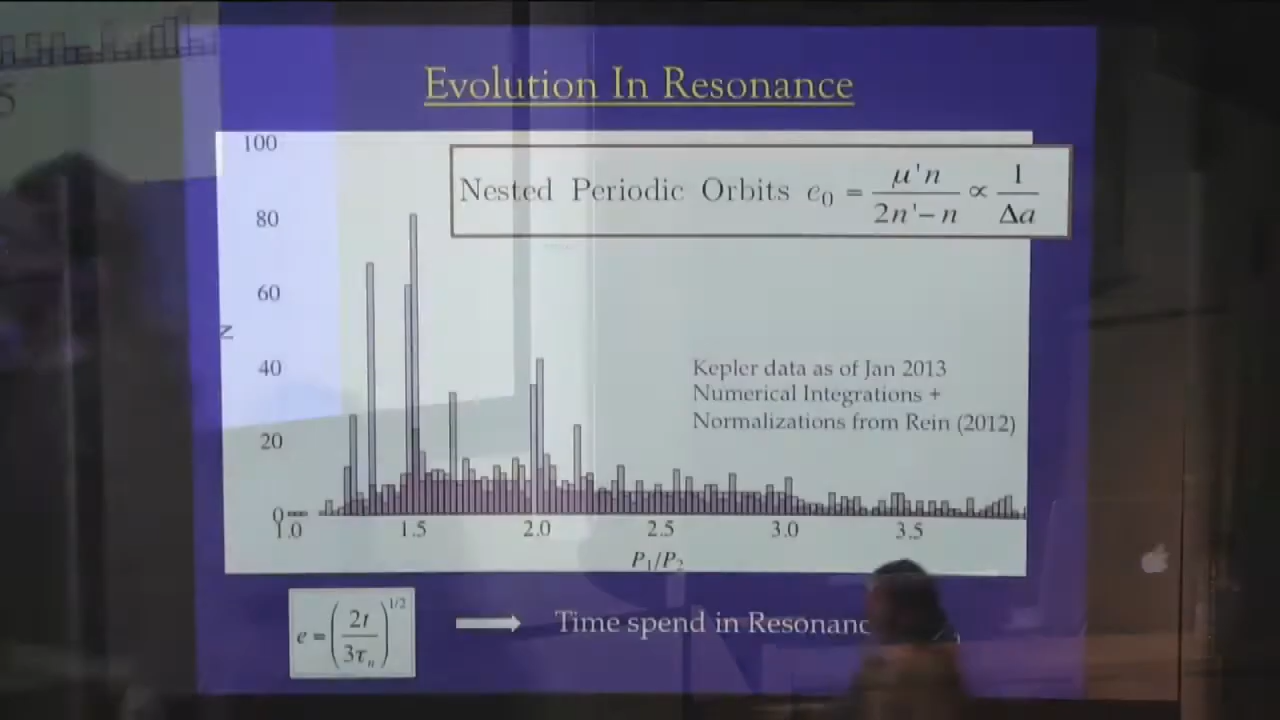 Evolution In Resonance
100
Nested Periodic Orbits e₀ = μ'n / 2n'− n ∝ 1 / Δa
80
60
N
40
20
0
Kepler data as of Jan 2013
Numerical Integrations +
Normalizations from Rein (2012)
1.0 1.5 2.0 2.5 3.0 3.5
P₁/P₂
e = (2t / 3τₙ)^1/2
Time spend in
5